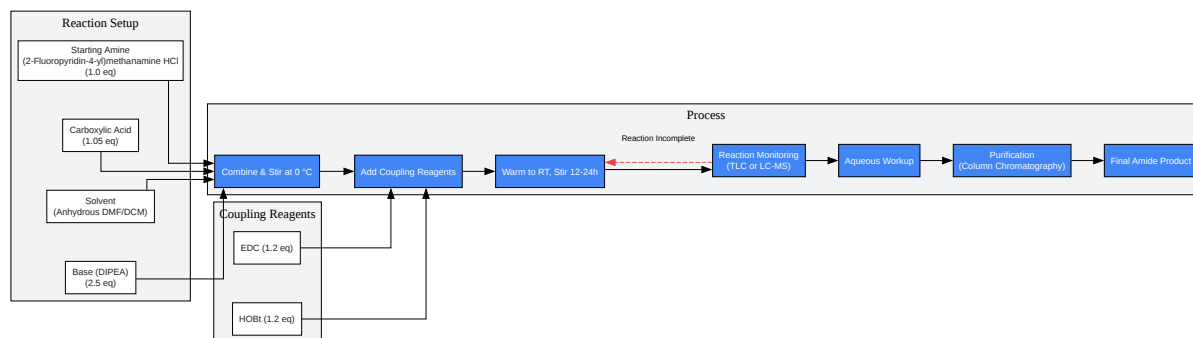 Reaction Setup
Starting Amine
(2-Fluoropyridin-4-yl)methanamine HCl
(1.0 eq)
Carboxylic Acid
(1.05 eq)
Solvent
(Anhydrous DMF/DCM)
Base (DIPEA)
(2.5 eq)
Process
Combine & Stir at 0 °C
Add Coupling Reagents
Warm to RT, Stir 12-24h
Reaction Incomplete
Reaction Monitoring
(TLC or LC-MS)
Aqueous Workup
Purification
(Column Chromatography)
Final Amide Product
Coupling Reagents
EDC (1.2 eq)
HOBt (1.2 eq)